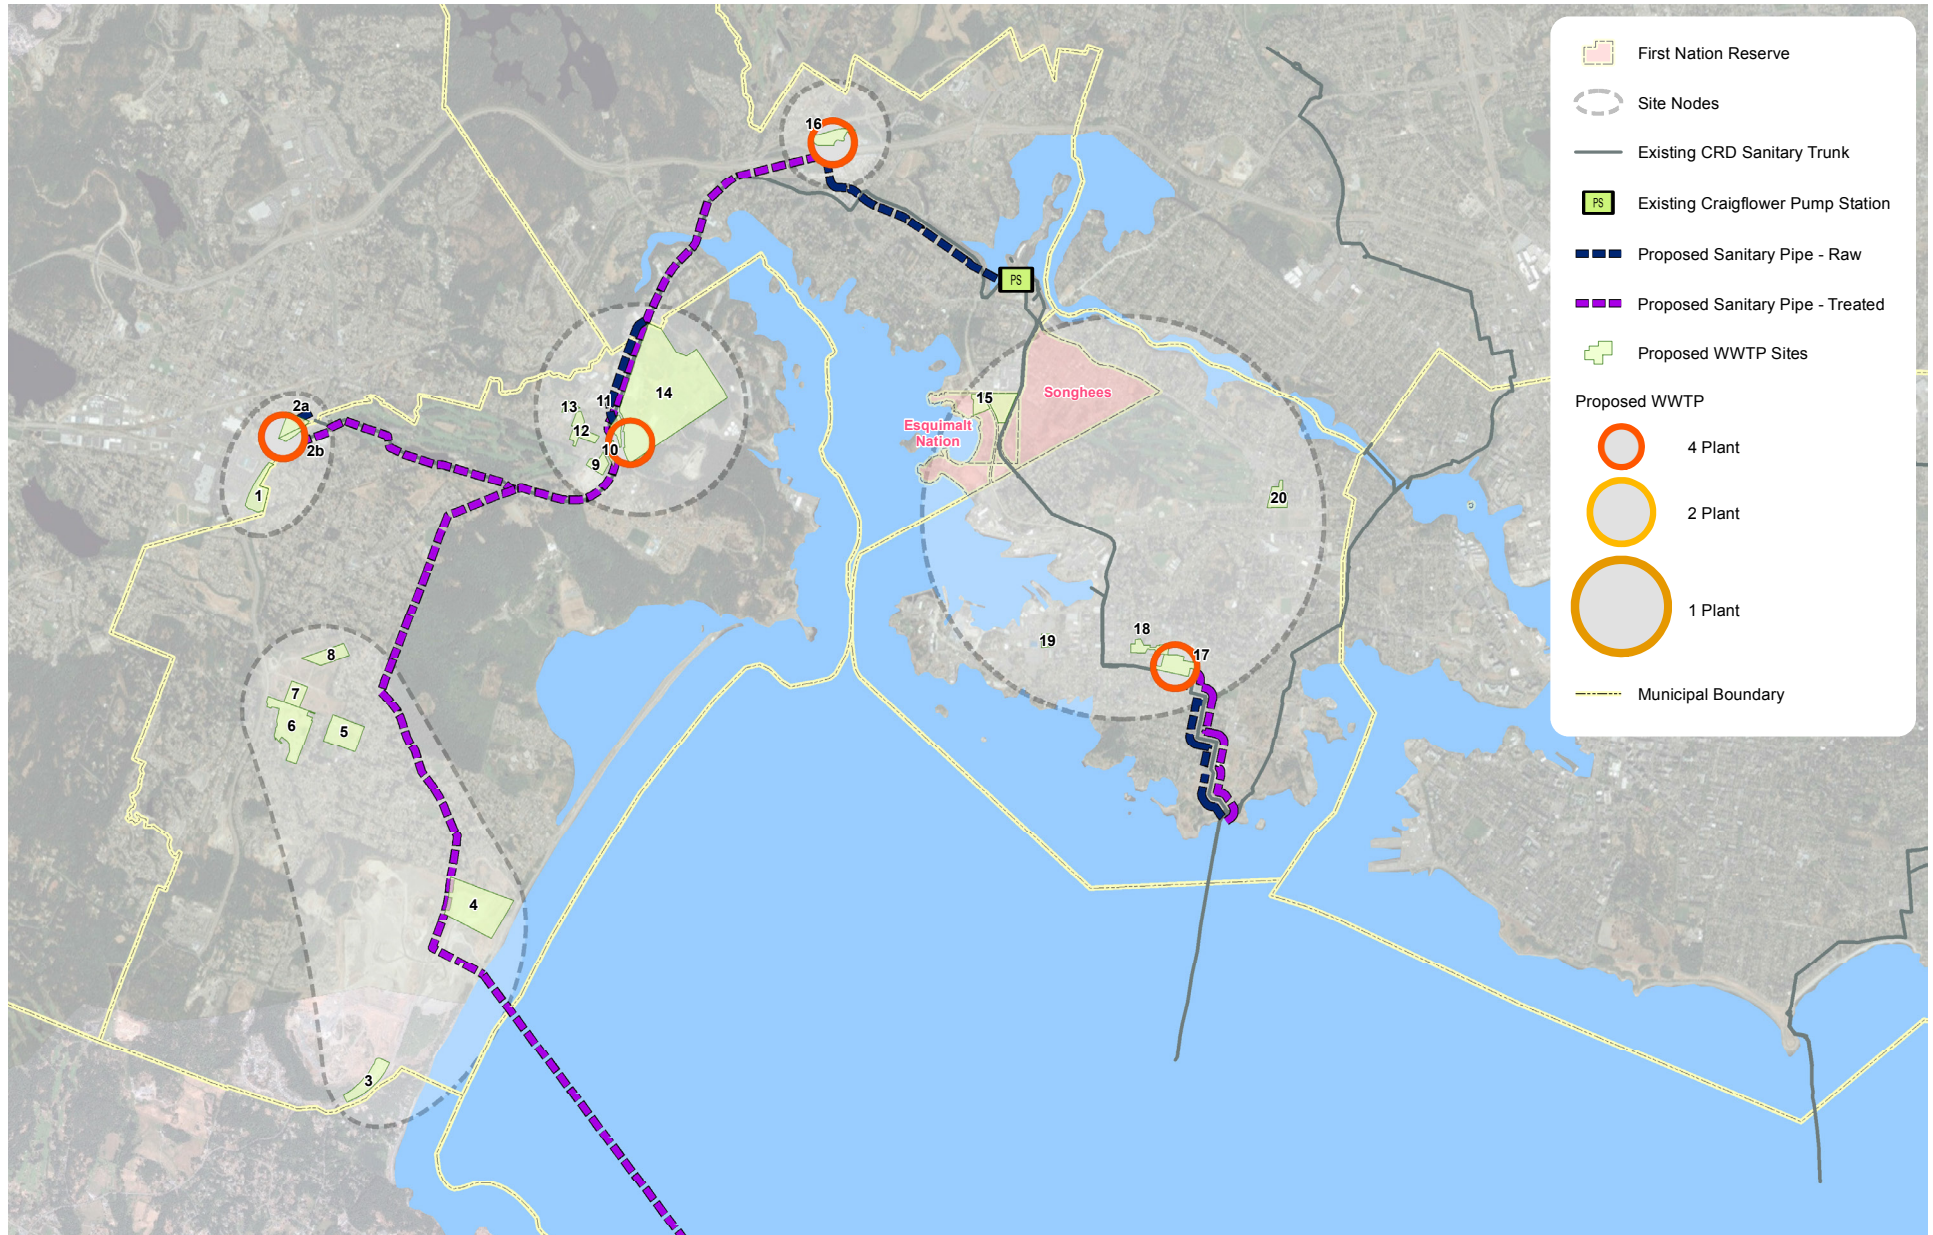 16
PS
2a
2b
1
13
11
12
10
9
14
15
Songhees
Esquimalt
Nation
20
8
7
6
5
19
18
17
4
3
First Nation Reserve
Site Nodes
Existing CRD Sanitary Trunk
PS
Existing Craigflower Pump Station
Proposed Sanitary Pipe - Raw
Proposed Sanitary Pipe - Treated
Proposed WWTP Sites
Proposed WWTP
4 Plant
2 Plant
1 Plant
Municipal Boundary